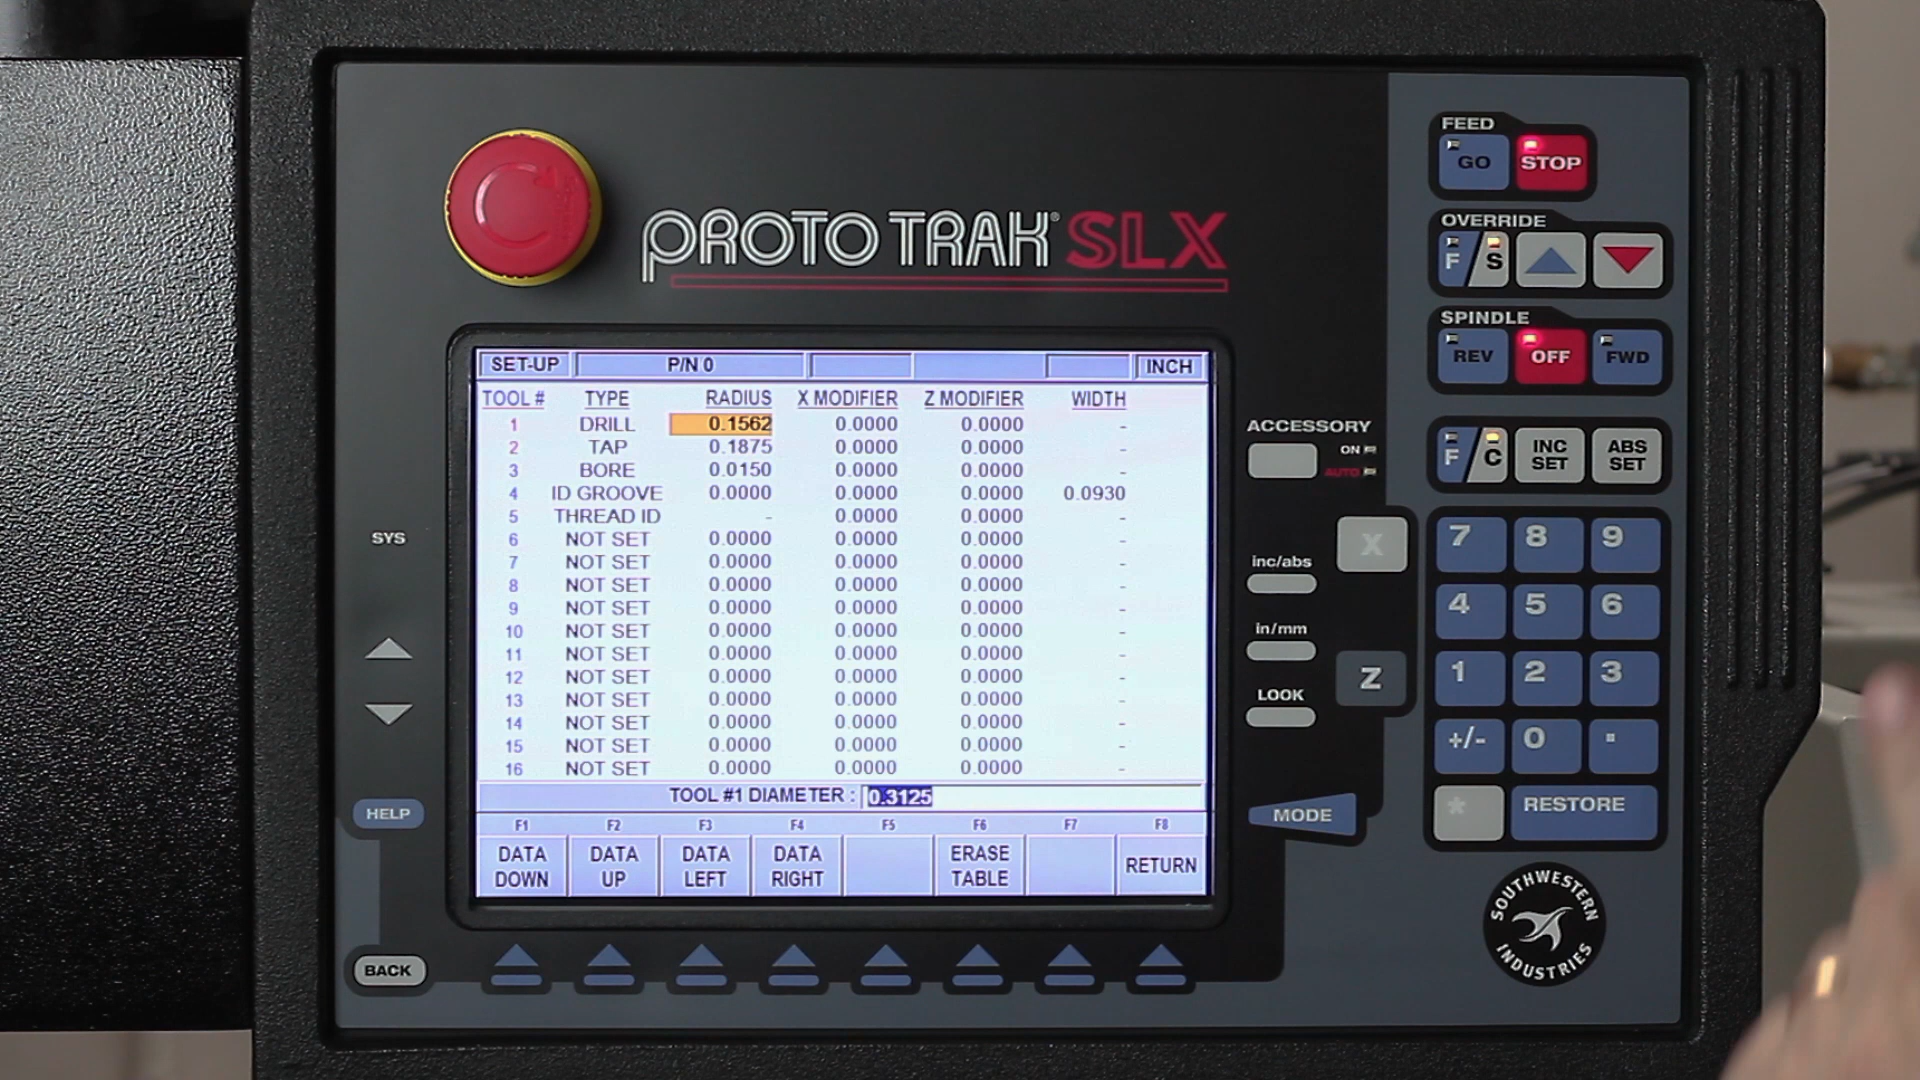 FEED
GO STOP
OVERRIDE
F S
PROTO TRAK® SLX
SPINDLE
REV OFF FWD
SET-UP P/N 0 INCH
TOOL # TYPE RADIUS X MODIFIER Z MODIFIER WIDTH
1 DRILL 0.1562 0.0000 0.0000 -
2 TAP 0.1875 0.0000 0.0000 -
3 BORE 0.0150 0.0000 0.0000 -
4 ID GROOVE 0.0000 0.0000 0.0000 0.0930
5 THREAD ID - 0.0000 0.0000 -
6 NOT SET 0.0000 0.0000 0.0000 -
7 NOT SET 0.0000 0.0000 0.0000 -
8 NOT SET 0.0000 0.0000 0.0000 -
9 NOT SET 0.0000 0.0000 0.0000 -
10 NOT SET 0.0000 0.0000 0.0000 -
11 NOT SET 0.0000 0.0000 0.0000 -
12 NOT SET 0.0000 0.0000 0.0000 -
13 NOT SET 0.0000 0.0000 0.0000 -
14 NOT SET 0.0000 0.0000 0.0000 -
15 NOT SET 0.0000 0.0000 0.0000 -
16 NOT SET 0.0000 0.0000 0.0000 -
TOOL #1 DIAMETER : 0.3125
F1 F2 F3 F4 F5 F6 F7 F8
DATA DATA DATA DATA ERASE RETURN
DOWN UP LEFT RIGHT TABLE
SYS
HELP
BACK
ACCESSORY
ON
AUTO
inc/abs
in/mm
LOOK
MODE
X
Z
F C
INC SET
ABS SET
7 8 9
4 5 6
1 2 3
+/- 0 .
* RESTORE
SOUTHWESTERN
INDUSTRIES